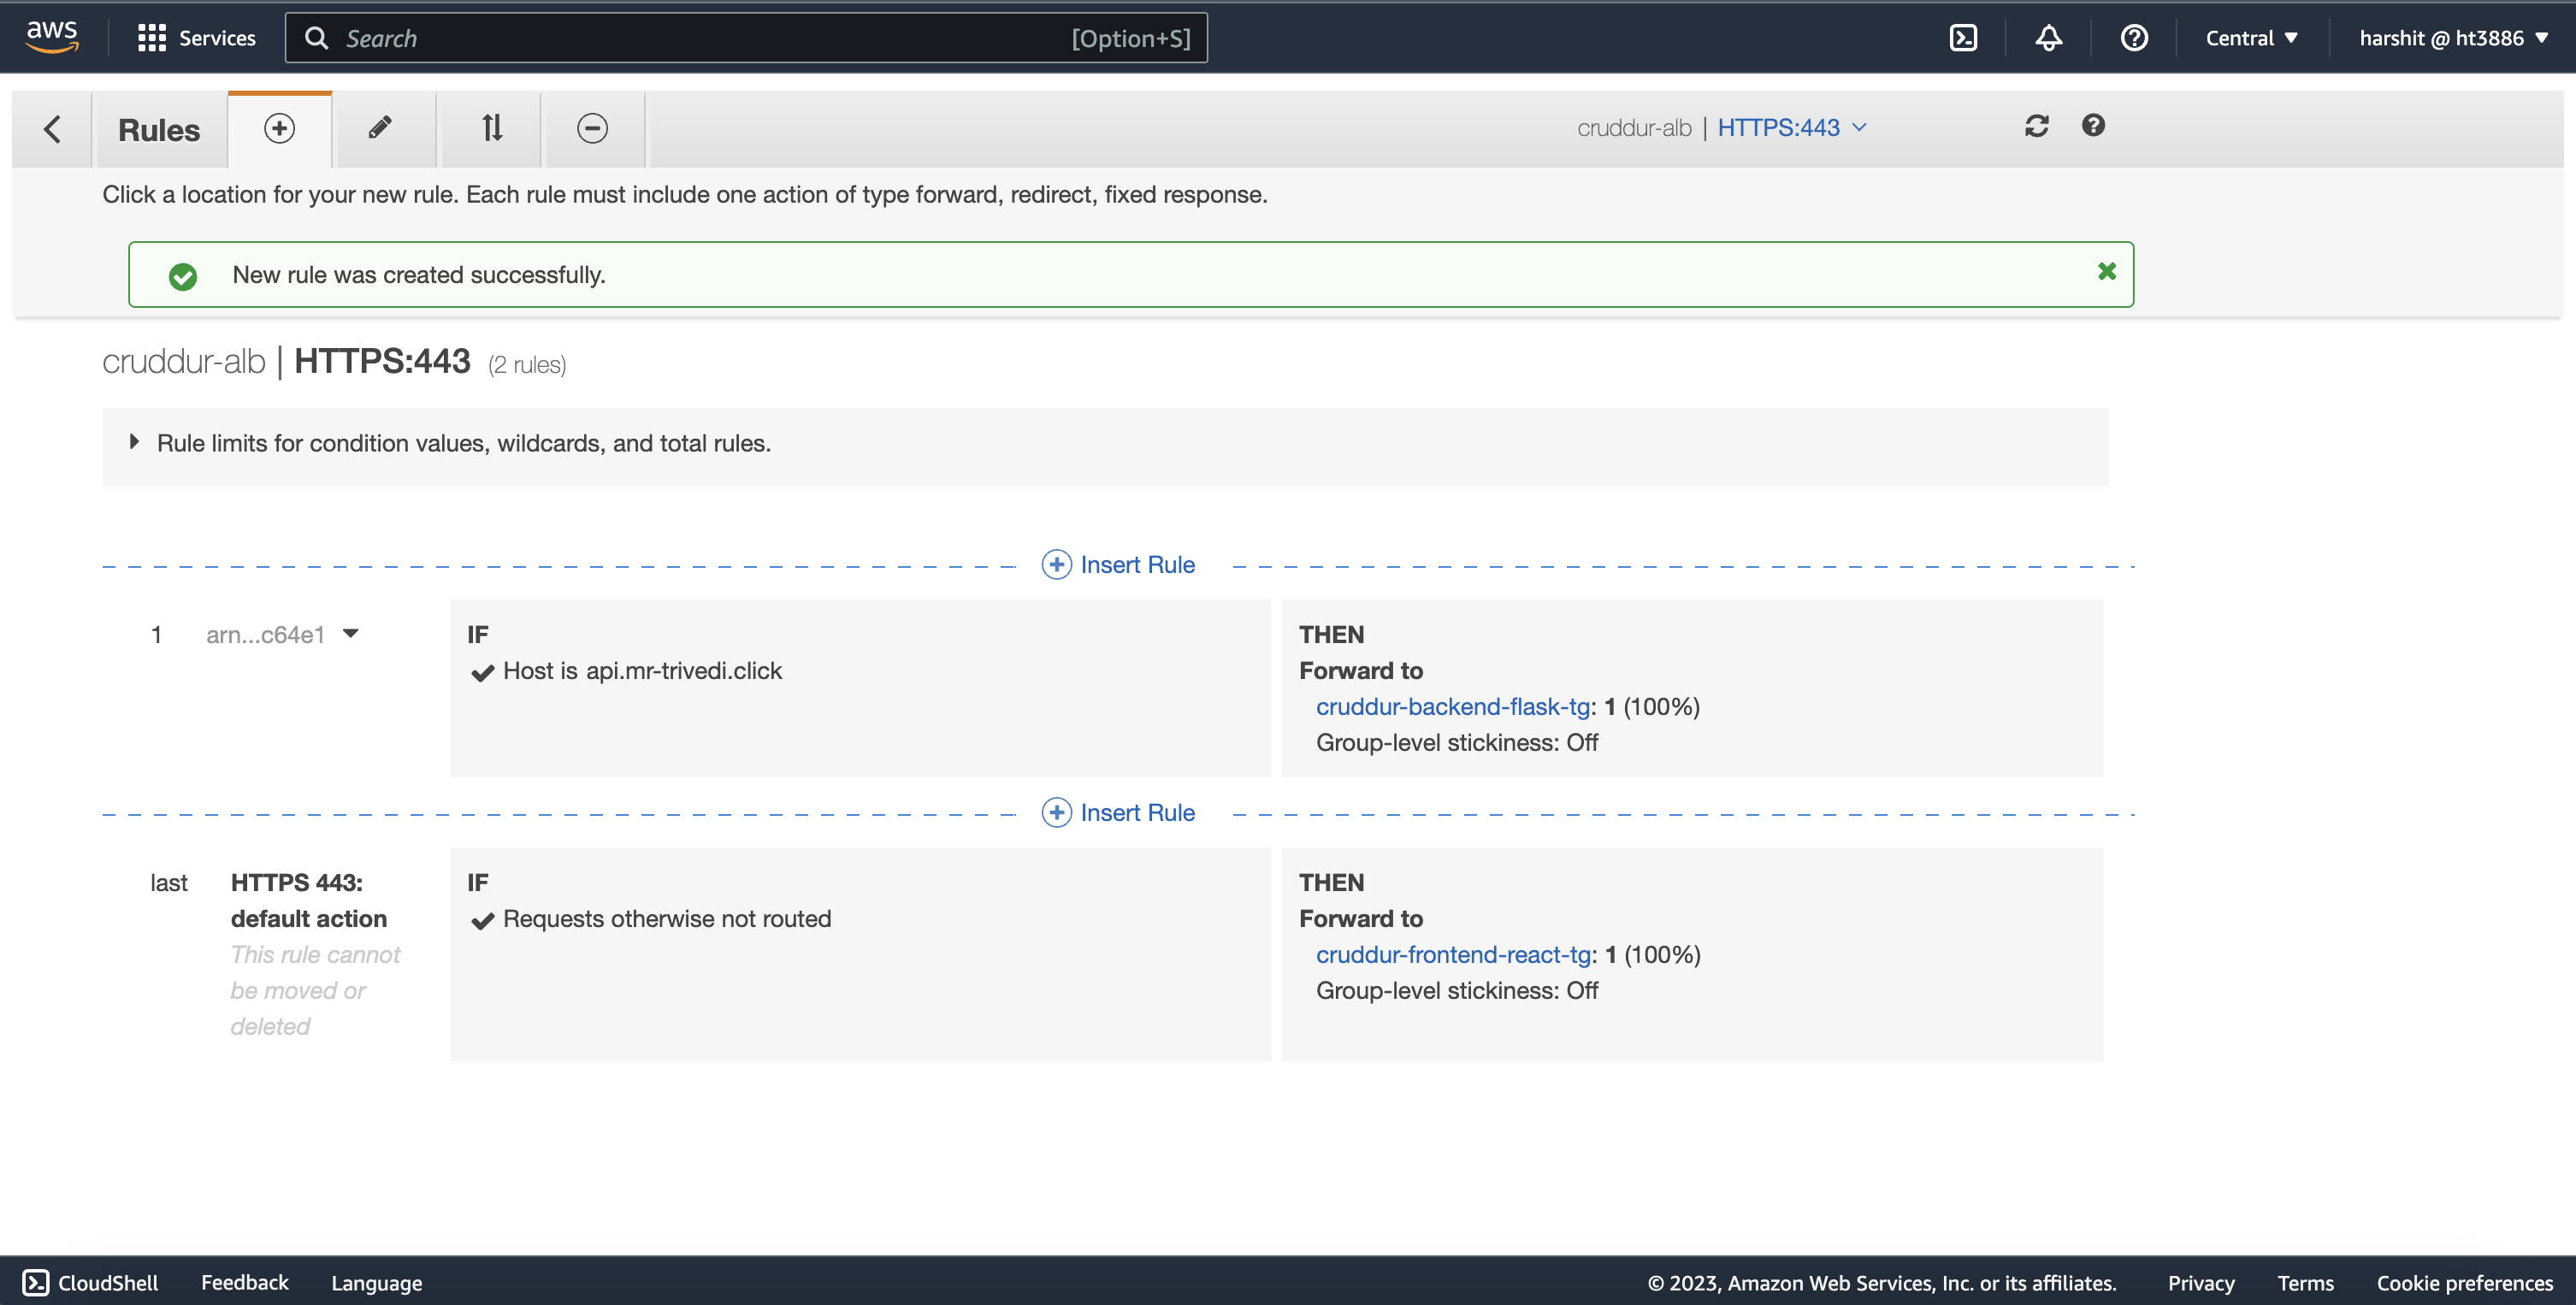 aws Services Search [Option+S] Central harshit @ ht3886
Rules cruddur-alb | HTTPS:443
Click a location for your new rule. Each rule must include one action of type forward, redirect, fixed response.
New rule was created successfully.
cruddur-alb | HTTPS:443 (2 rules)
Rule limits for condition values, wildcards, and total rules.
Insert Rule
1 arn...c64e1 IF THEN
Host is api.mr-trivedi.click Forward to
cruddur-backend-flask-tg: 1 (100%)
Group-level stickiness: Off
Insert Rule
last HTTPS 443: IF THEN
default action Requests otherwise not routed Forward to
This rule cannot cruddur-frontend-react-tg: 1 (100%)
be moved or Group-level stickiness: Off
deleted
CloudShell Feedback Language © 2023, Amazon Web Services, Inc. or its affiliates. Privacy Terms Cookie preferences